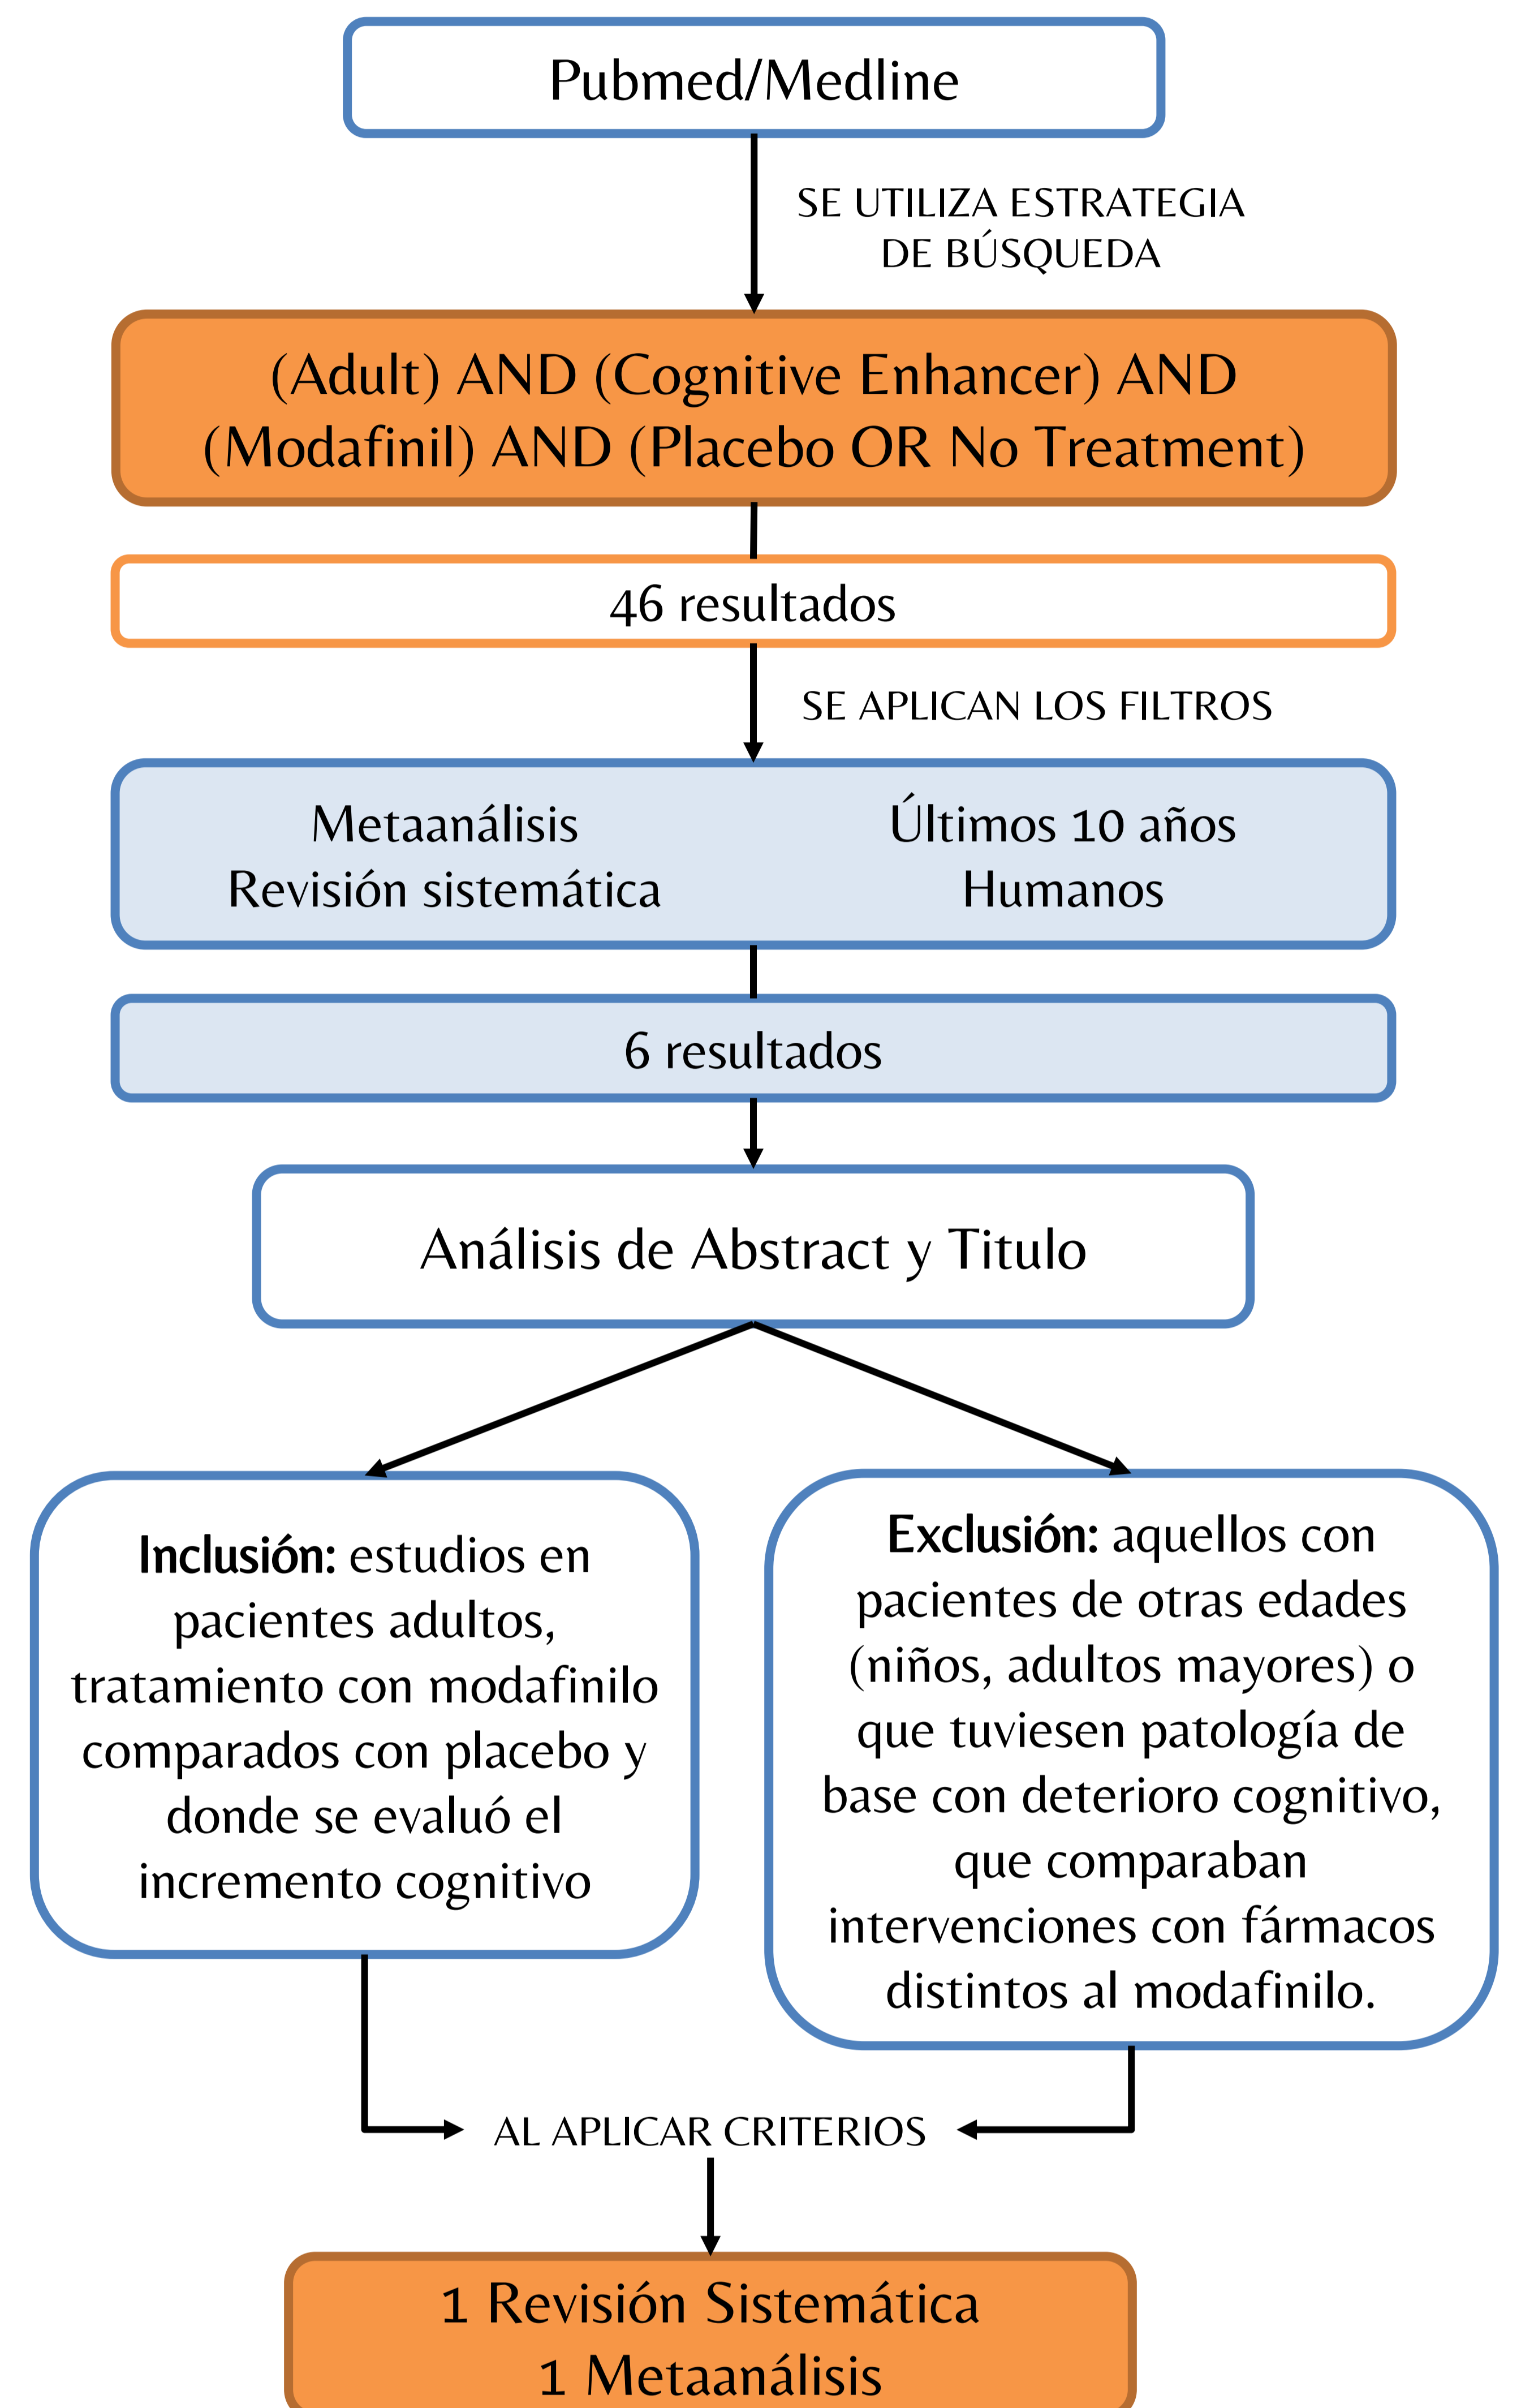 Pubmed/Medline
SE UTILIZA ESTRATEGIA
DE BÚSQUEDA
(Adult) AND (Cognitive Enhancer) AND
(Modafinil) AND (Placebo OR No Treatment)
46 resultados
SE APLICAN LOS FILTROS
Metaanálisis
Revisión sistemática
Últimos 10 años
Humanos
6 resultados
Análisis de Abstract y Titulo
Inclusión: estudios en
pacientes adultos,
tratamiento con modafinilo
comparados con placebo y
donde se evaluó el
incremento cognitivo
Exclusión: aquellos con
pacientes de otras edades
(niños, adultos mayores) o
que tuviesen patología de
base con deterioro cognitivo,
que comparaban
intervenciones con fármacos
distintos al modafinilo.
AL APLICAR CRITERIOS
1 Revisión Sistemática
1 Metaanálisis